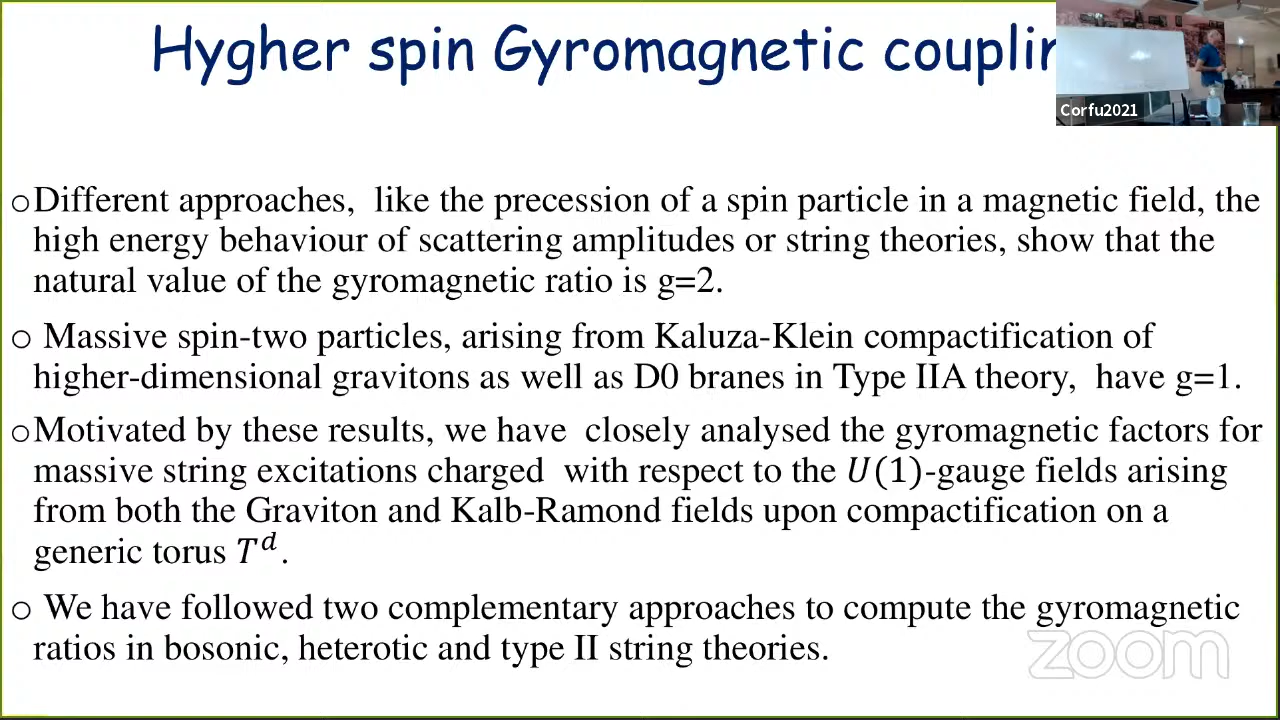 Hygher spin Gyromagnetic couplin
Corfu2021
oDifferent approaches,  like the precession of a spin particle in a magnetic field, the
high energy behaviour of scattering amplitudes or string theories, show that the
natural value of the gyromagnetic ratio is g=2.
o Massive spin-two particles, arising from Kaluza-Klein compactification of
higher-dimensional gravitons as well as D0 branes in Type IIA theory,  have g=1.
oMotivated by these results, we have  closely analysed the gyromagnetic factors for
massive string excitations charged  with respect to the U(1)-gauge fields arising
from both the Graviton and Kalb-Ramond fields upon compactification on a
generic torus T^d.
o We have followed two complementary approaches to compute the gyromagnetic
ratios in bosonic, heterotic and type II string theories.
zoom